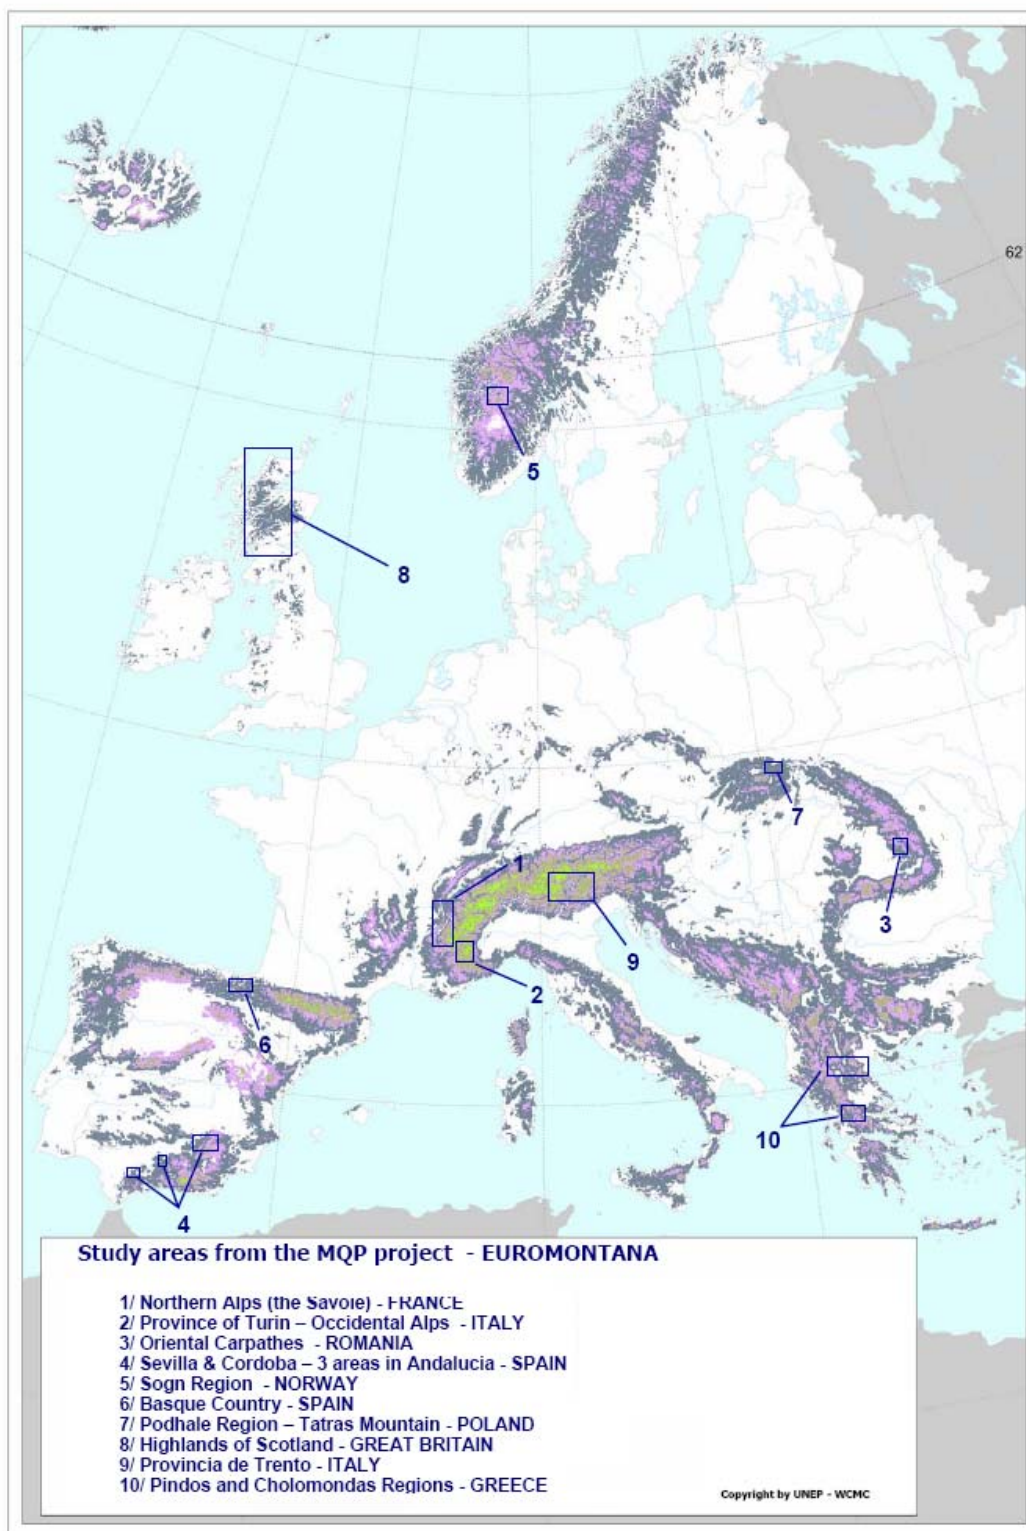 62
5
8
7
1
3
9
2
6
10
4
Study areas from the MQP project - EUROMONTANA
1/ Northern Alps (the Savoie) - FRANCE
2/ Province of Turin – Occidental Alps - ITALY
3/ Oriental Carpathes - ROMANIA
4/ Sevilla & Cordoba – 3 areas in Andalucia - SPAIN
5/ Sogn Region - NORWAY
6/ Basque Country - SPAIN
7/ Podhale Region – Tatras Mountain - POLAND
8/ Highlands of Scotland - GREAT BRITAIN
9/ Provincia de Trento - ITALY
10/ Pindos and Cholomondas Regions - GREECE
Copyright by UNEP - WCMC